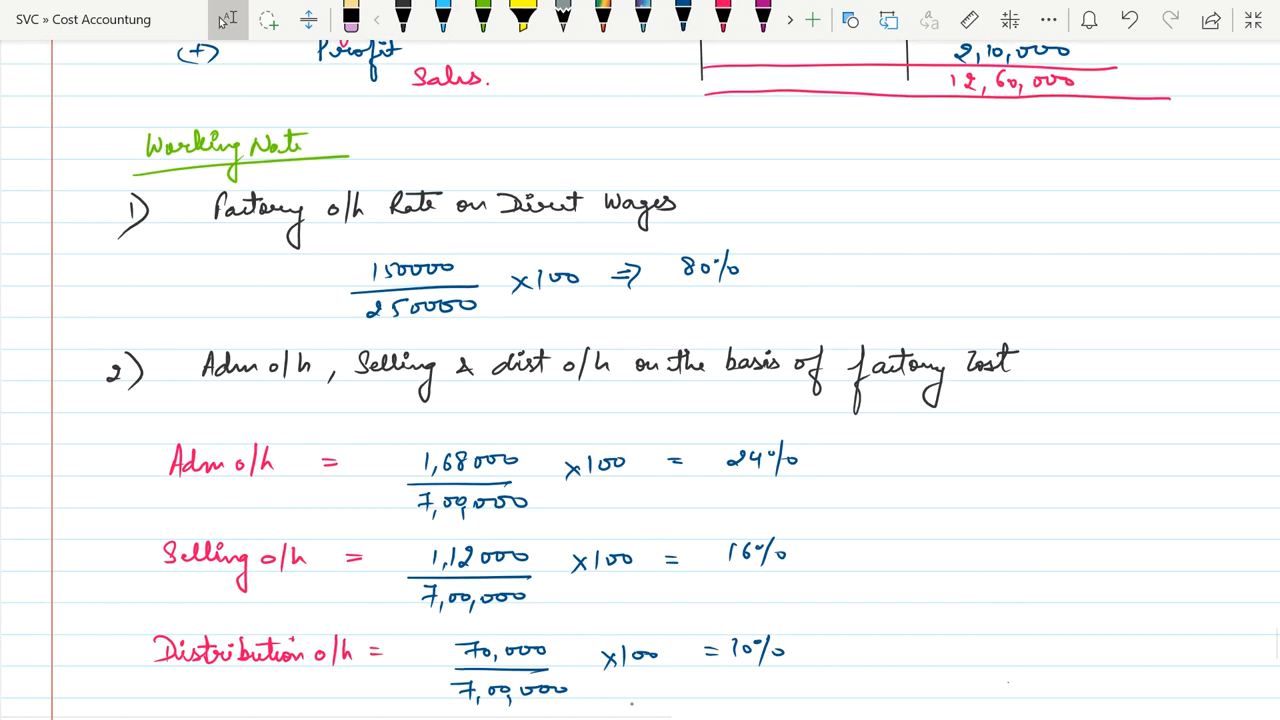 SVC » Cost Accountung
(+) Profit 2,10,000
Sales. 12,60,000
Working Note
1) Factory o/h Rate on Direct Wages
150000
250000
×100 ⇒ 80%
2) Adm o/h, Selling & dist o/h on the basis of factory Cost
Adm o/h = 1,68000
7,00,000
×100 = 24%
Selling o/h = 1,12000
7,00,000
×100 = 16%
Distribution o/h = 70,000
7,00,000
×100 = 10%